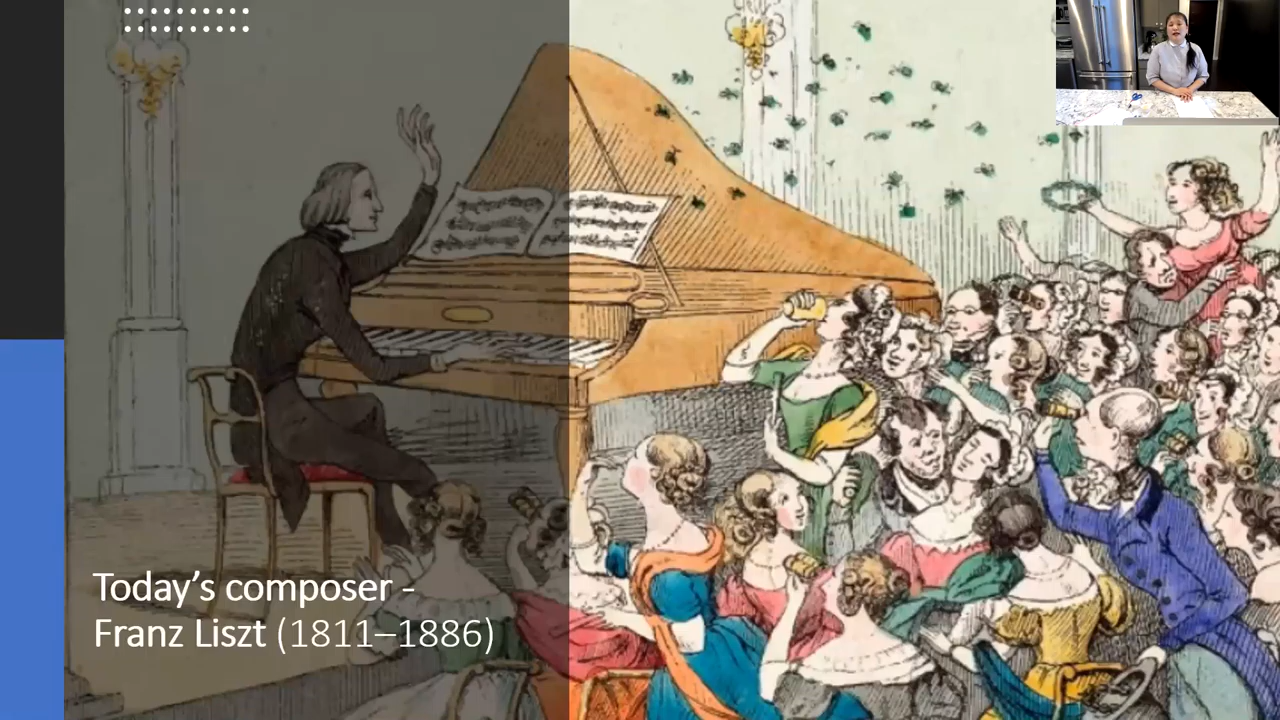 Today’s composer -
Franz Liszt (1811–1886)